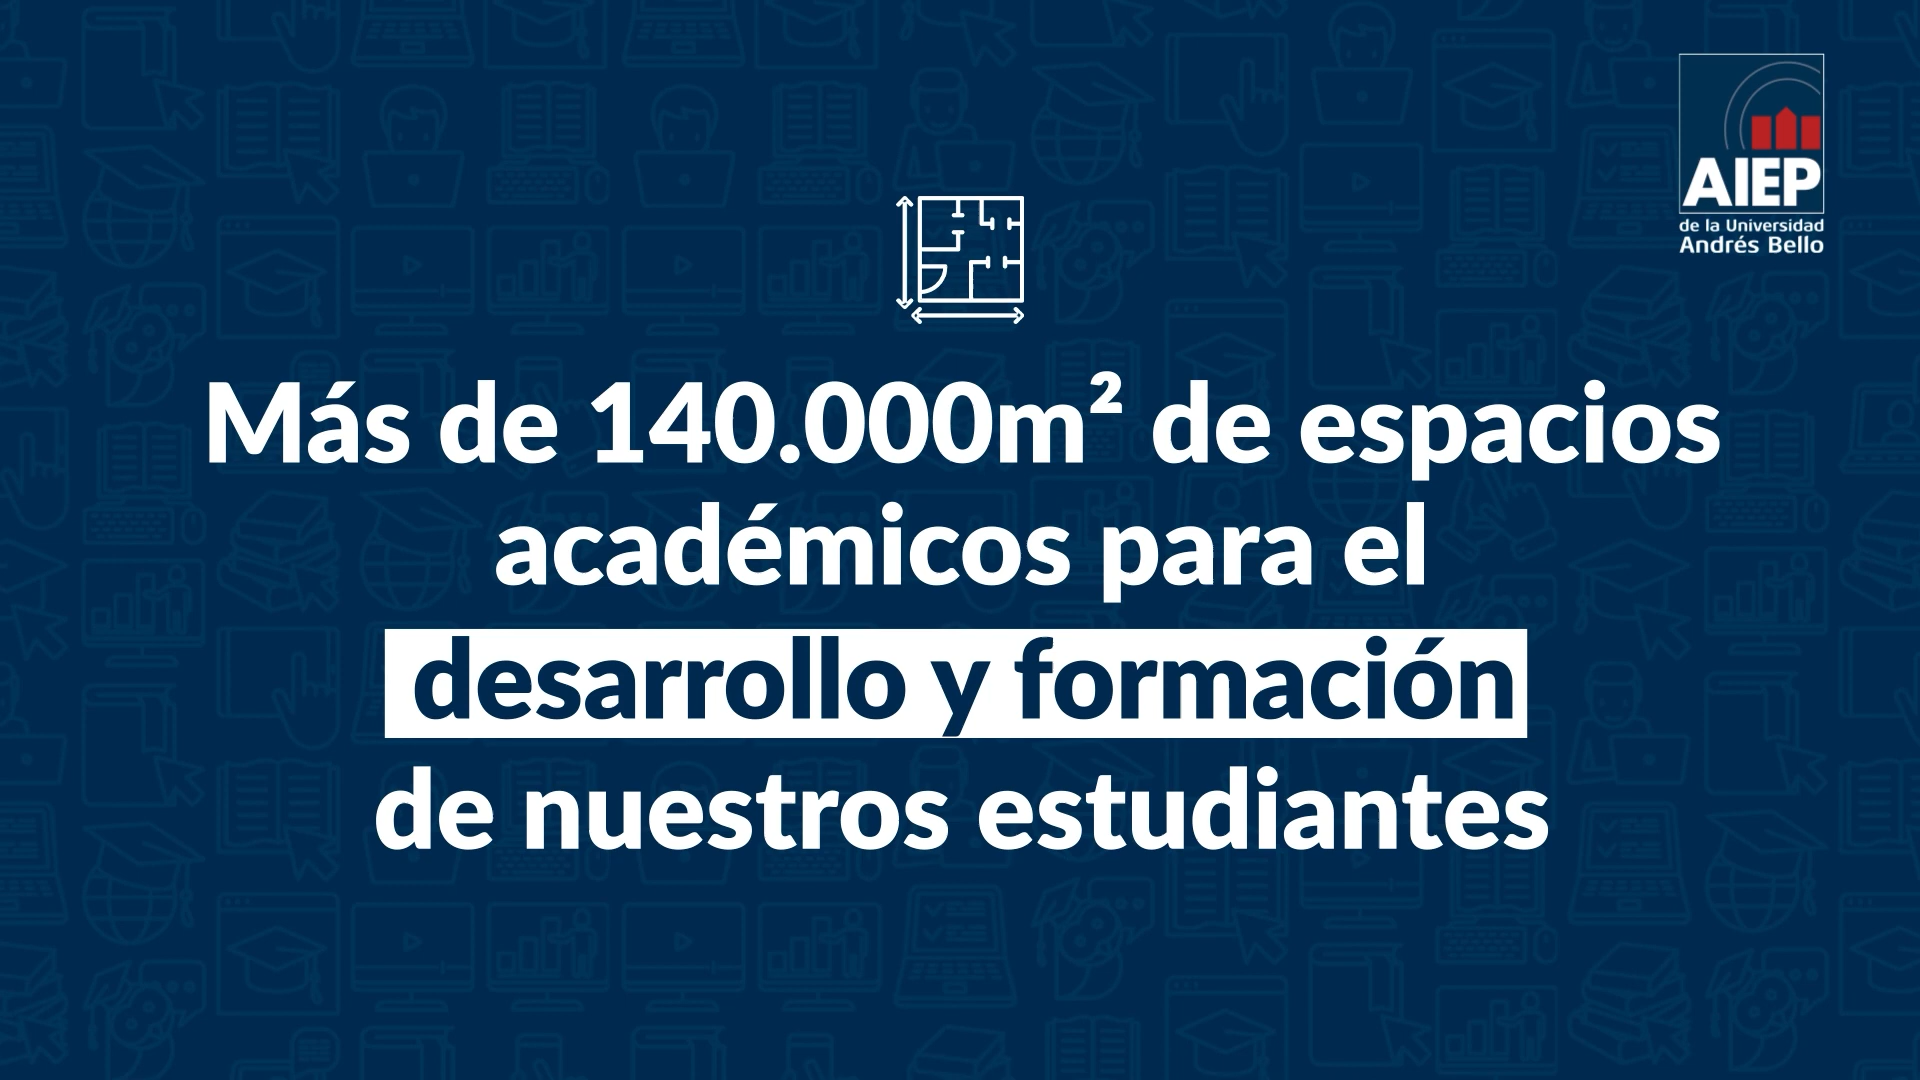 AIEP
de la Universidad
Andrés Bello
Más de 140.000m² de espacios
académicos para el
desarrollo y formación
de nuestros estudiantes